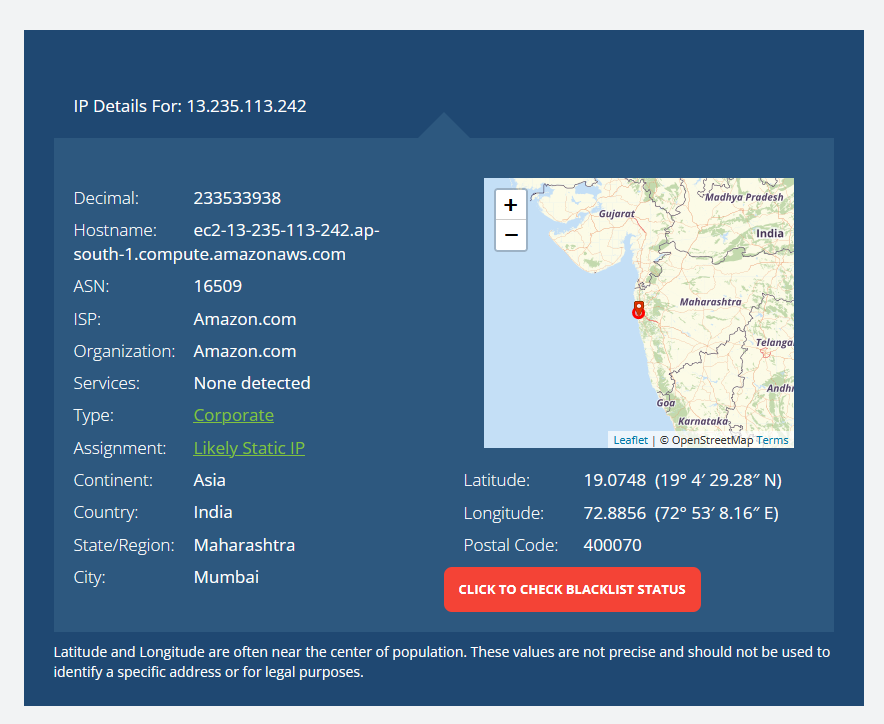 IP Details For: 13.235.113.242
Decimal: 233533938
Hostname: ec2-13-235-113-242.ap-
south-1.compute.amazonaws.com
ASN: 16509
ISP: Amazon.com
Organization: Amazon.com
Services: None detected
Type: Corporate
Assignment: Likely Static IP
Continent: Asia
Country: India
State/Region: Maharashtra
City: Mumbai
+
−
Madhya Pradesh
Gujarat
India
Maharashtra
Telanga
Andhr
Goa
Karnataka
Leaflet | © OpenStreetMap Terms
Latitude: 19.0748 (19° 4′ 29.28″ N)
Longitude: 72.8856 (72° 53′ 8.16″ E)
Postal Code: 400070
CLICK TO CHECK BLACKLIST STATUS
Latitude and Longitude are often near the center of population. These values are not precise and should not be used to
identify a specific address or for legal purposes.